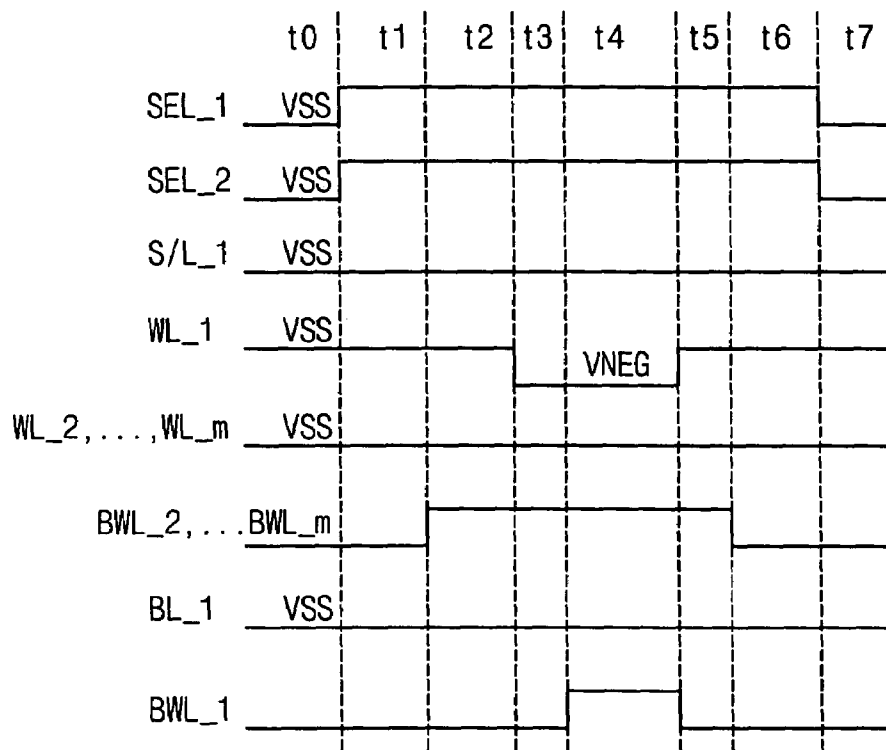 t0 t1 t2 t3 t4 t5 t6 t7
SEL_1 VSS
SEL_2 VSS
S/L_1 VSS
WL_1 VSS
VNEG
WL_2,...,WL_m VSS
BWL_2,...BWL_m
BL_1 VSS
BWL_1